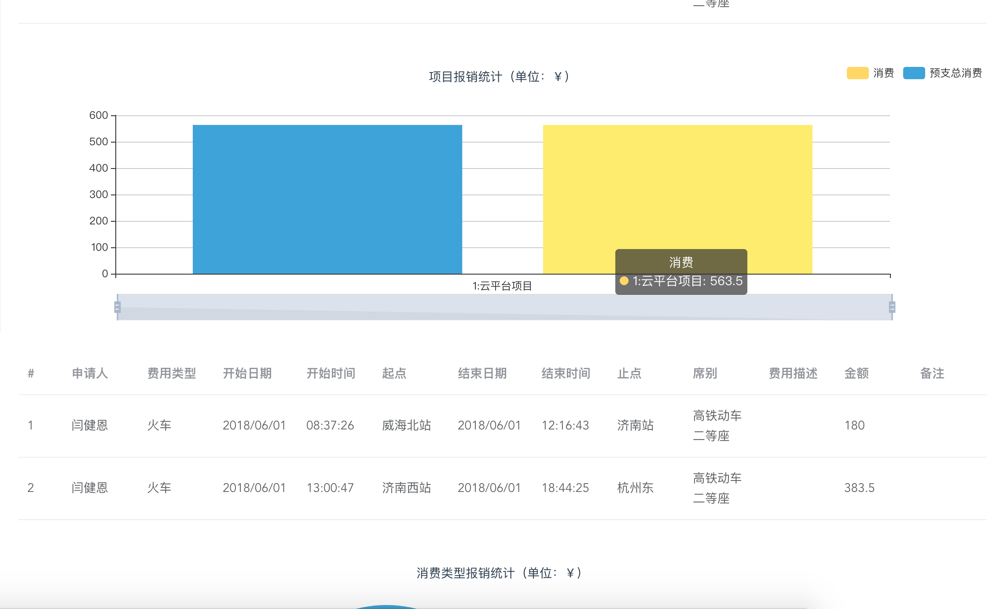 二等座
项目报销统计（单位：￥）
消费
预支总消费
600
500
400
300
200
100
0
1:云平台项目
消费
1:云平台项目: 563.5
# 申请人 费用类型 开始日期 开始时间 起点 结束日期 结束时间 止点 席别 费用描述 金额 备注
1 闫健恩 火车 2018/06/01 08:37:26 威海北站 2018/06/01 12:16:43 济南站 高铁动车 180
二等座
2 闫健恩 火车 2018/06/01 13:00:47 济南西站 2018/06/01 18:44:25 杭州东 高铁动车 383.5
二等座
消费类型报销统计（单位：￥）